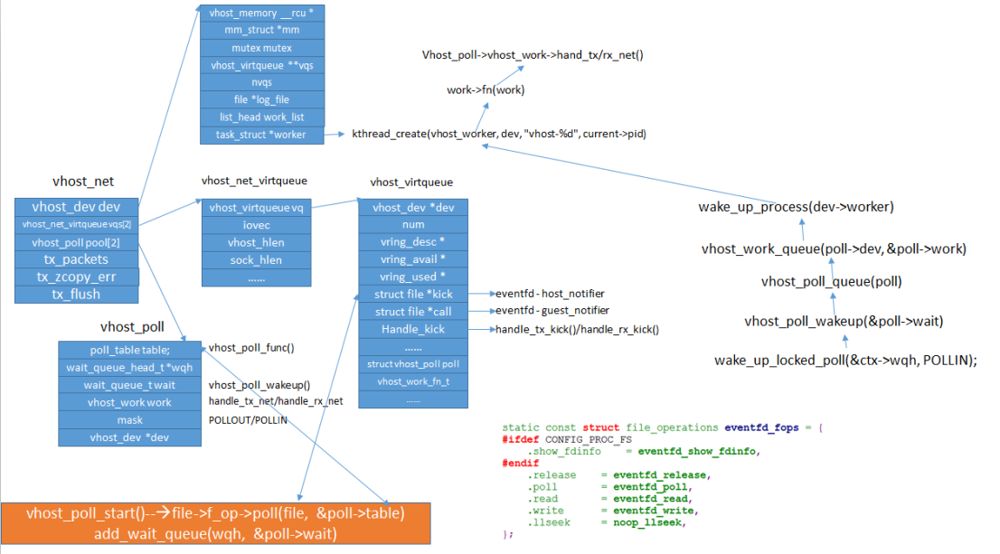 vhost_memory __rcu *
mm_struct *mm
mutex mutex
vhost_virtqueue **vqs
nvqs
file *log_file
list_head work_list
task_struct *worker
Vhost_poll->vhost_work->hand_tx/rx_net()
work->fn(work)
kthread_create(vhost_worker, dev, "vhost-%d", current->pid)
vhost_net
vhost_dev dev
vhost_net_virtqueue vqs[2]
vhost_poll pool[2]
tx_packets
tx_zcopy_err
tx_flush
vhost_net_virtqueue
vhost_virtqueue vq
iovec
vhost_hlen
sock_hlen
......
vhost_virtqueue
vhost_dev *dev
num
vring_desc *
vring_avail *
vring_used *
struct file *kick
struct file *call
Handle_kick
......
struct vhost_poll poll
vhost_work_fn_t
......
eventfd - host_notifier
eventfd - guest_notifier
handle_tx_kick()/handle_rx_kick()
wake_up_process(dev->worker)
vhost_work_queue(poll->dev, &poll->work)
vhost_poll_queue(poll)
vhost_poll_wakeup(&poll->wait)
wake_up_locked_poll(&ctx->wqh, POLLIN);
vhost_poll
poll_table table;
wait_queue_head_t *wqh
wait_queue_t wait
vhost_work work
mask
vhost_dev *dev
vhost_poll_func()
vhost_poll_wakeup()
handle_tx_net/handle_rx_net
POLLOUT/POLLIN
static const struct file_operations eventfd_fops = {
#ifdef CONFIG_PROC_FS
.show_fdinfo = eventfd_show_fdinfo,
#endif
.release = eventfd_release,
.poll = eventfd_poll,
.read = eventfd_read,
.write = eventfd_write,
.llseek = noop_llseek,
};
vhost_poll_start()--→file->f_op->poll(file, &poll->table)
add_wait_queue(wqh, &poll->wait)